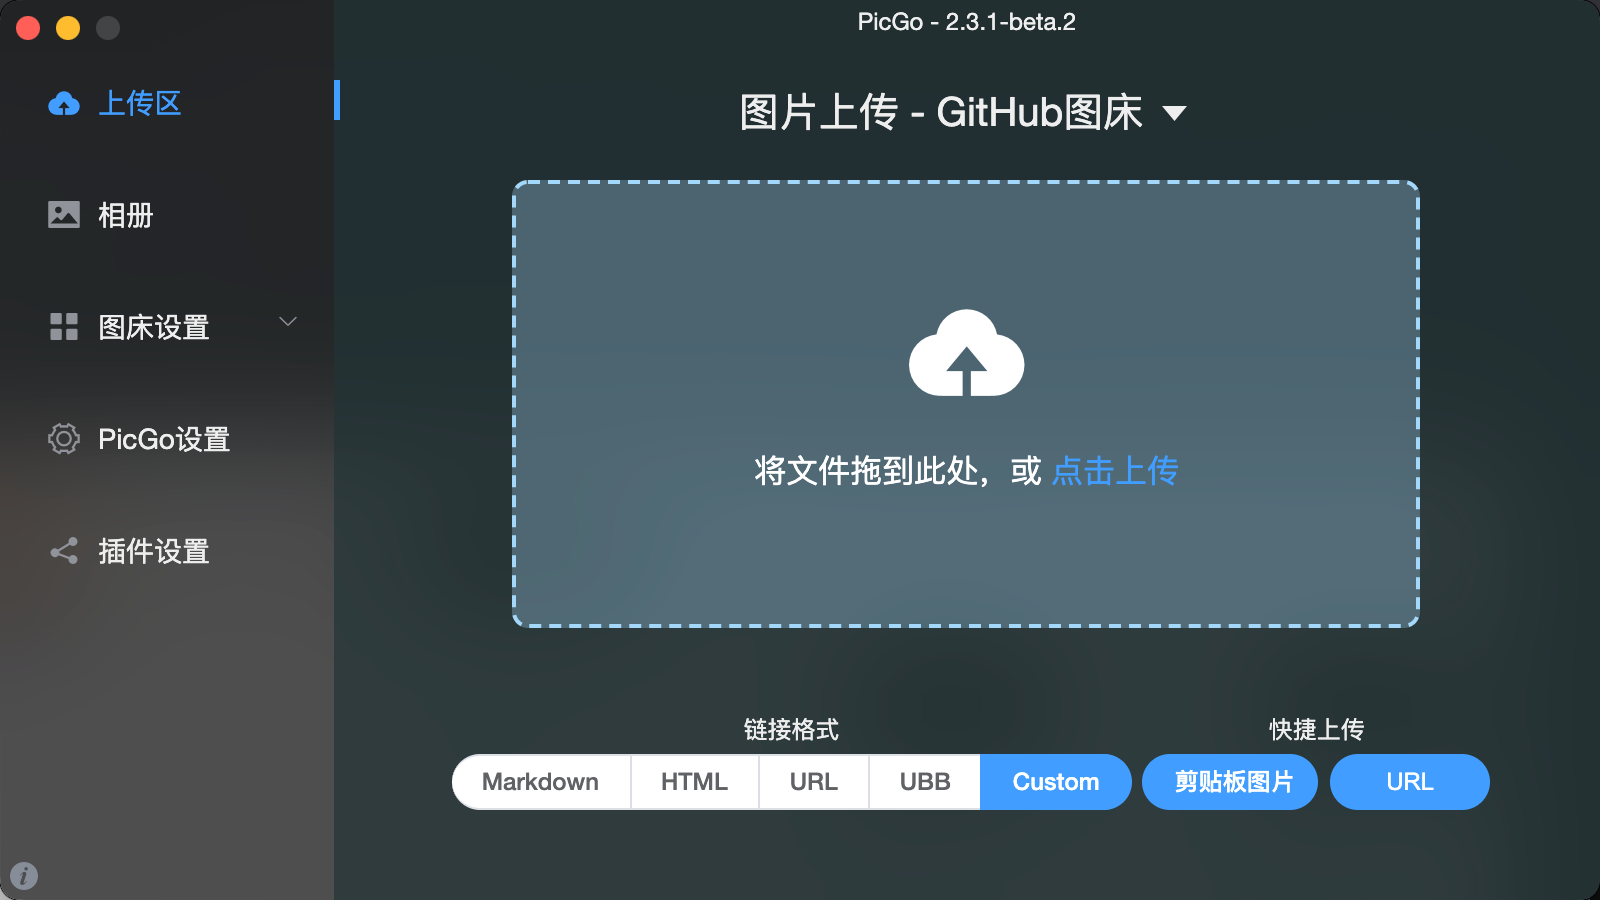 PicGo - 2.3.1-beta.2
上传区
相册
图床设置
PicGo设置
插件设置
图片上传 - GitHub图床
将文件拖到此处，或 点击上传
链接格式
Markdown HTML URL UBB Custom
快捷上传
剪贴板图片 URL
i